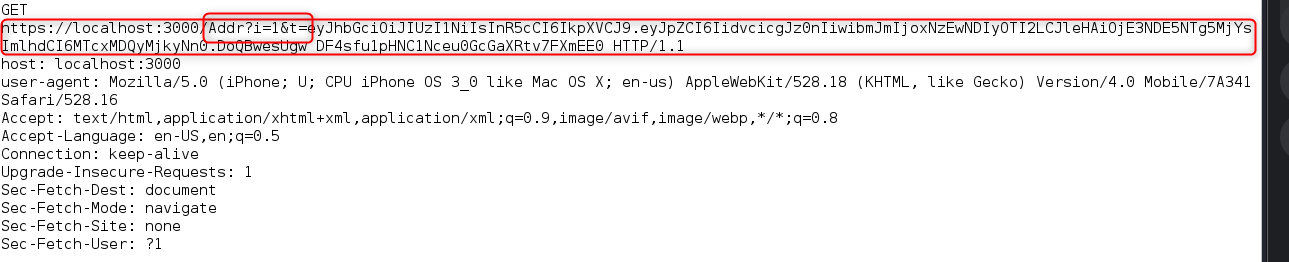 GET
https://localhost:3000/Addr?i=1&t=eyJhbGciOiJIUzI1NiIsInR5cCI6IkpXVCJ9.eyJpZCI6IidvcicgJz0nIiwibmJmIjoxNzEwNDIyOTI2LCJleHAiOjE3NDE5NTg5MjYs
ImlhdCI6MTcxMDQyMjkyNn0.DoQBwesUgw DF4sfu1pHNC1Nceu0GcGaXRtv7FXmEE0 HTTP/1.1
host: localhost:3000
user-agent: Mozilla/5.0 (iPhone; U; CPU iPhone OS 3_0 like Mac OS X; en-us) AppleWebKit/528.18 (KHTML, like Gecko) Version/4.0 Mobile/7A341
Safari/528.16
Accept: text/html,application/xhtml+xml,application/xml;q=0.9,image/avif,image/webp,*/*;q=0.8
Accept-Language: en-US,en;q=0.5
Connection: keep-alive
Upgrade-Insecure-Requests: 1
Sec-Fetch-Dest: document
Sec-Fetch-Mode: navigate
Sec-Fetch-Site: none
Sec-Fetch-User: ?1